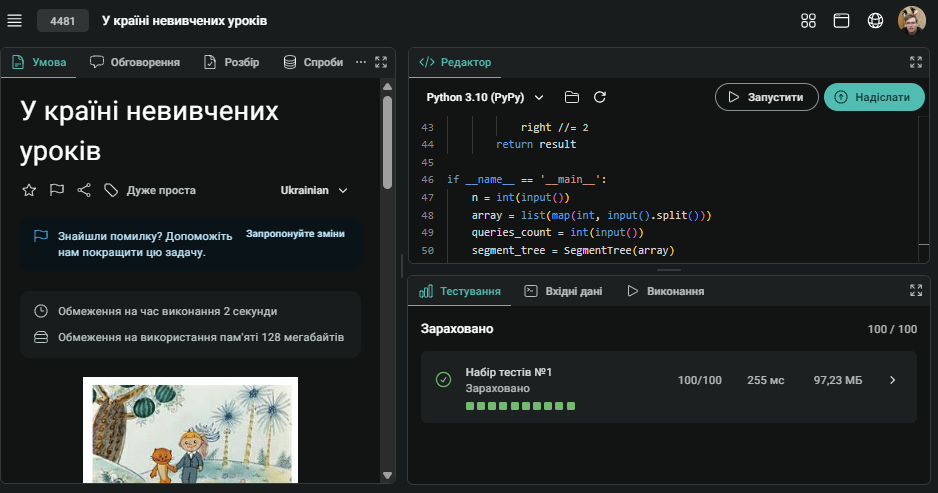 4481 У країні невивчених уроків
Умова Обговорення Розбір Спроби ...
У країні невивчених
уроків
Дуже проста Ukrainian
Знайшли помилку? Допоможіть
нам покращити цю задачу.
Запропонуйте зміни
Обмеження на час виконання 2 секунди
Обмеження на використання пам'яті 128 мегабайтів
</> Редактор
Python 3.10 (PyPy) Запустити Надіслати
43 right //= 2
44 return result
45
46 if __name__ == '__main__':
47 n = int(input())
48 array = list(map(int, input().split()))
49 queries_count = int(input())
50 segment_tree = SegmentTree(array)
Тестування Вхідні дані Виконання
Зараховано 100 / 100
Набір тестів №1
Зараховано
100/100 255 мс 97,23 МБ